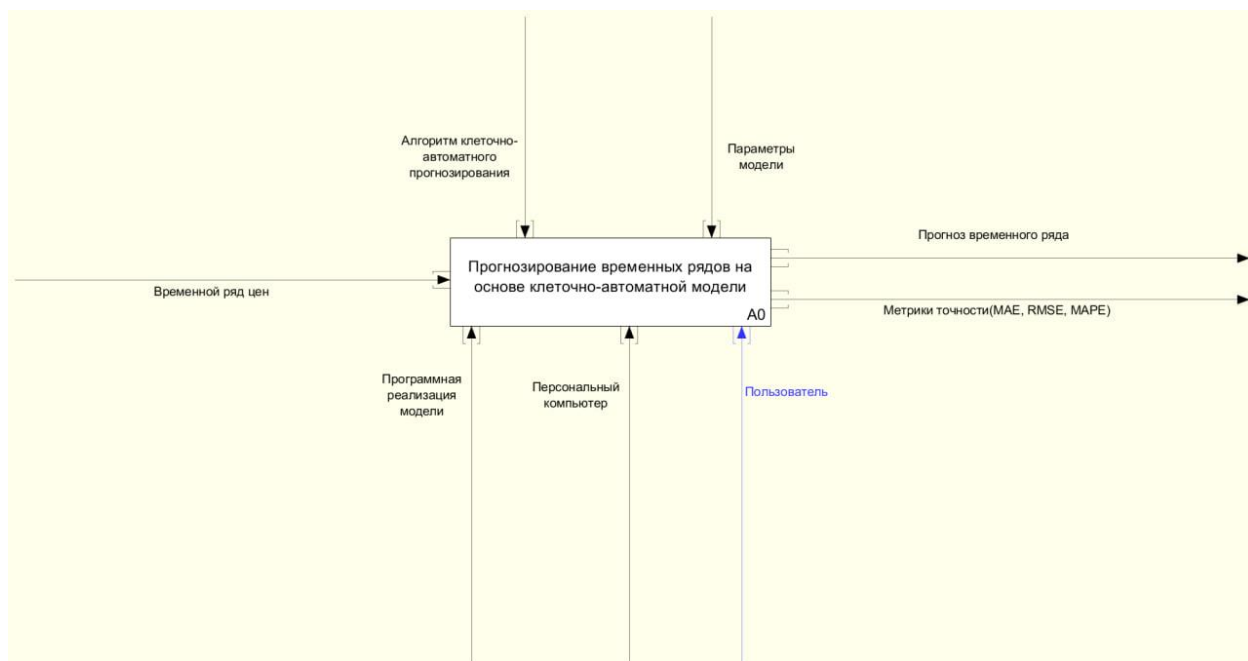 Алгоритм клеточно-
автоматного
прогнозирования
Параметры
модели
Прогноз временного ряда
Прогнозирование временных рядов на
основе клеточно-автоматной модели
A0
Временной ряд цен
Метрики точности(MAE, RMSE, MAPE)
Программная
реализация
модели
Персональный
компьютер
Пользователь